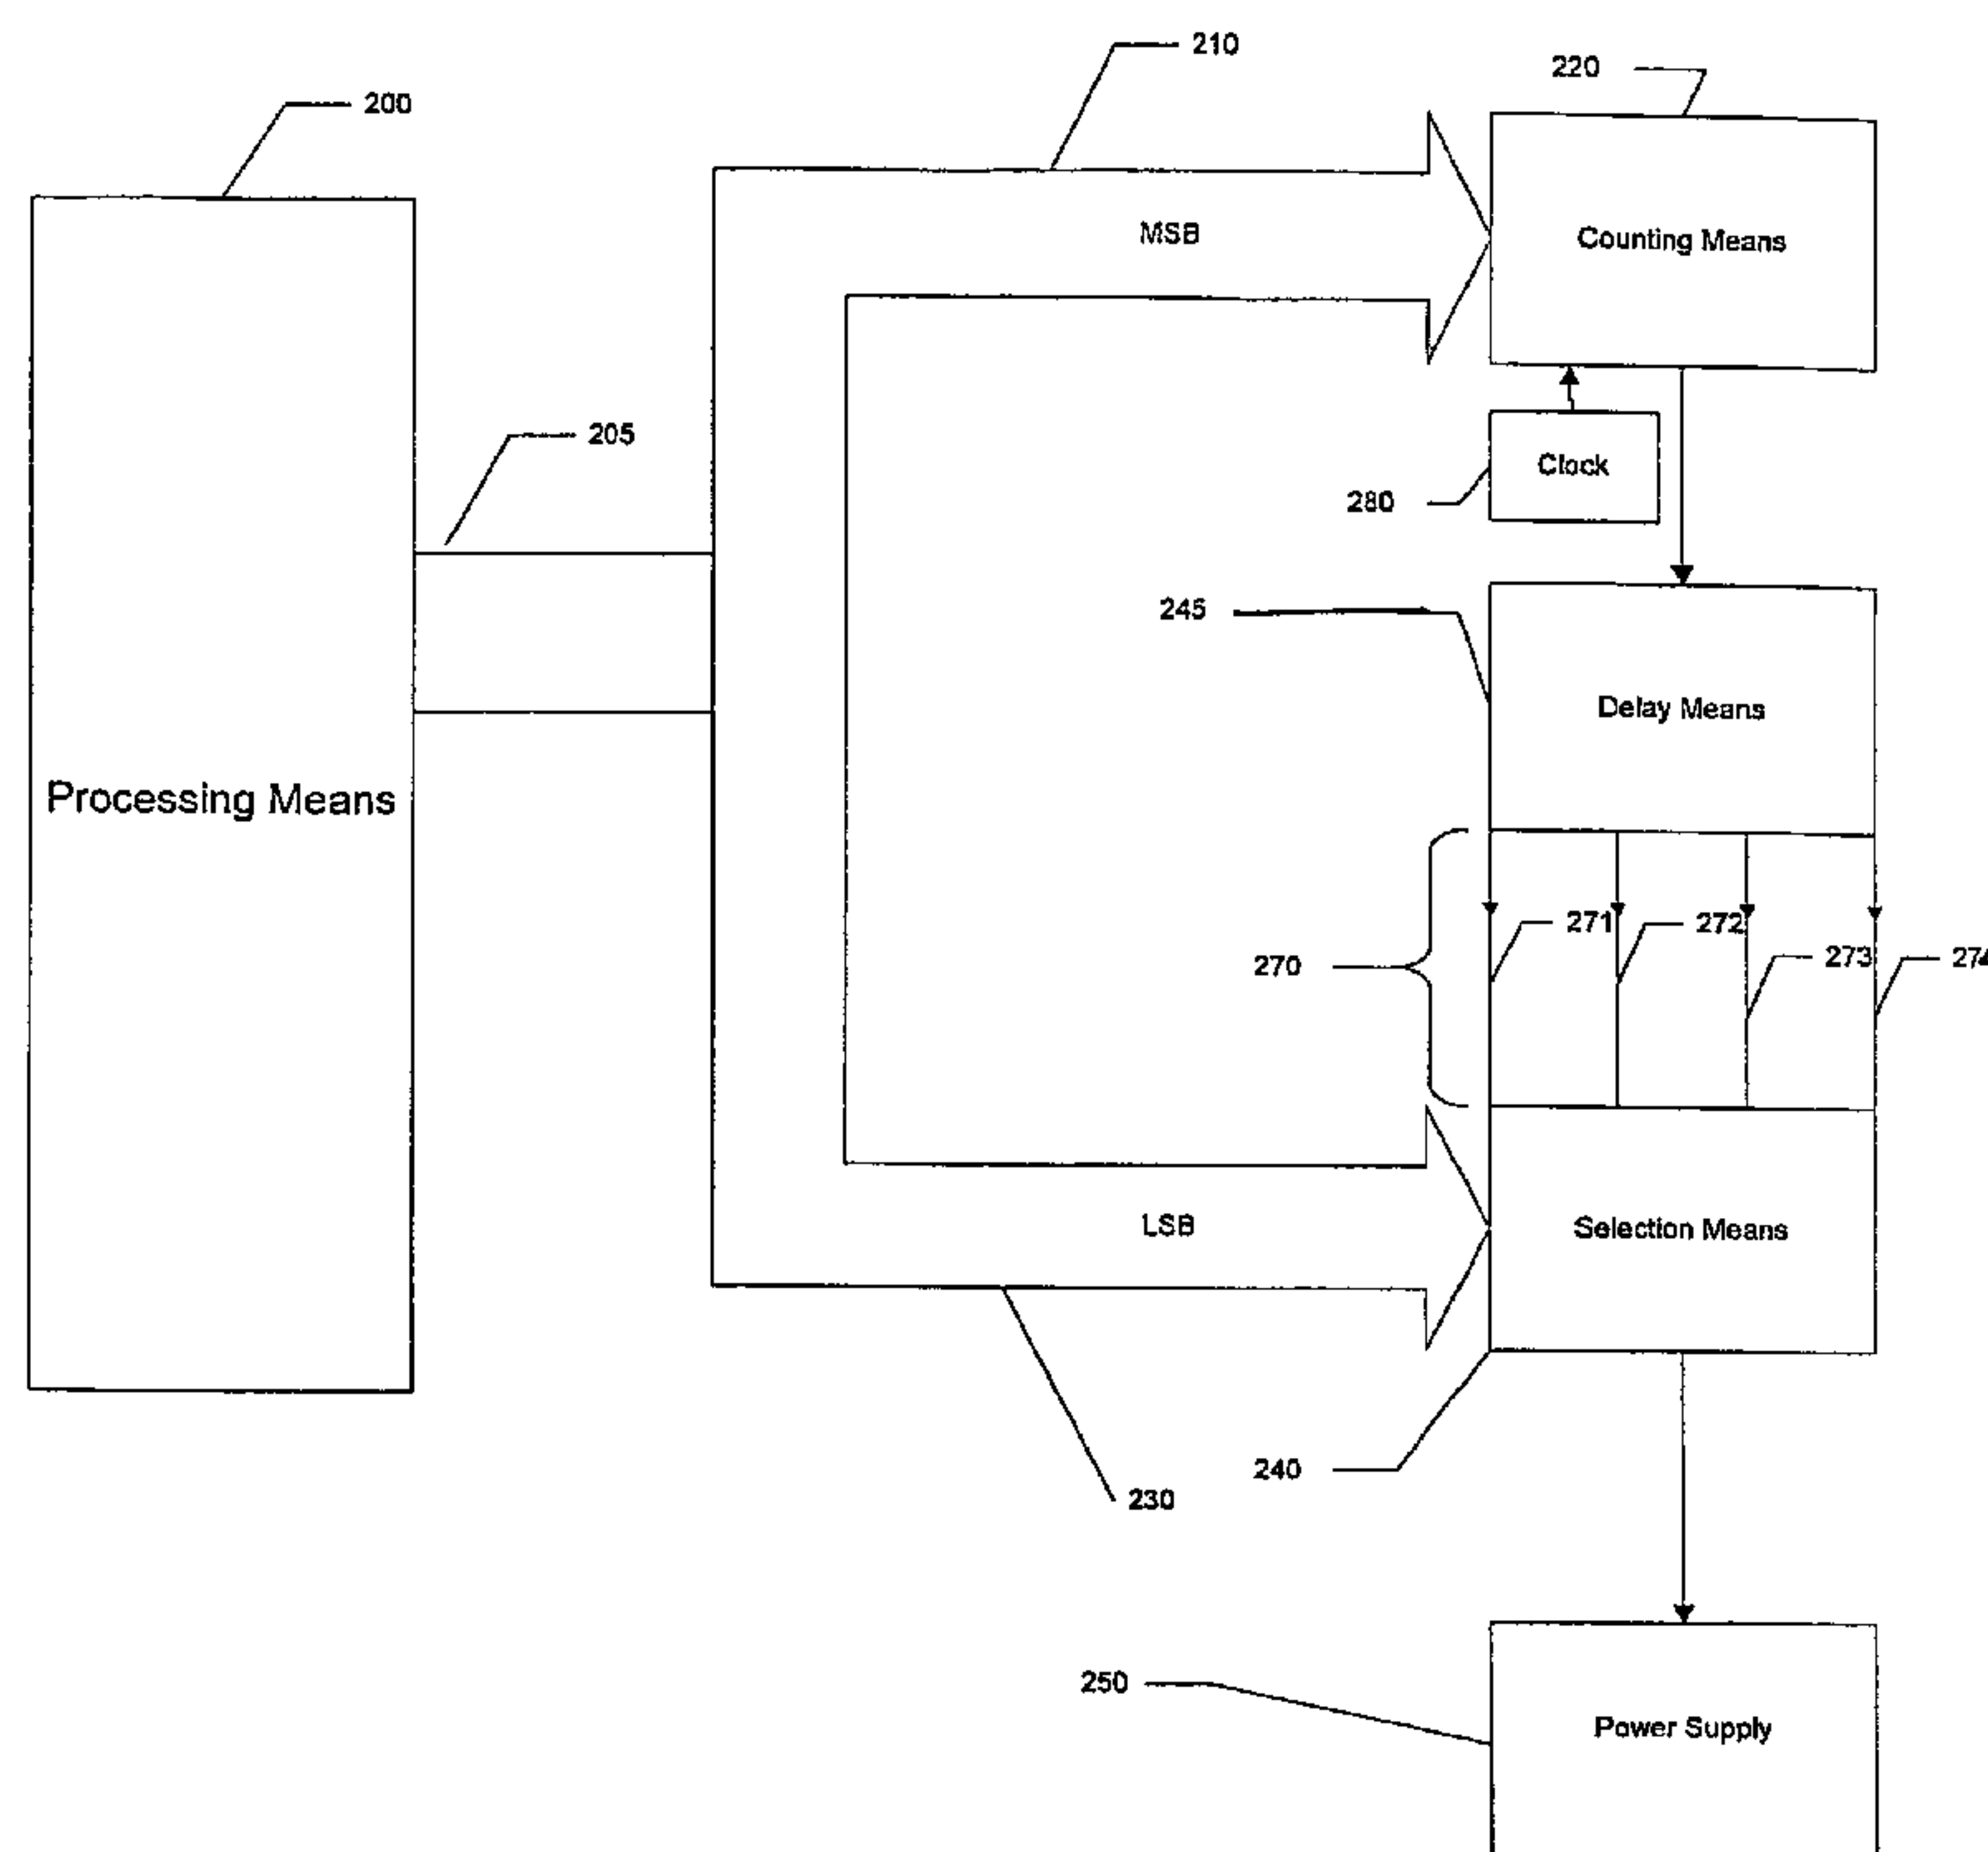 210
220
200
MSB
Counting Means
205
Clock
280
245
Delay Means
Processing Means
271
272
273
274
270
LSB
Selection Means
240
230
250
Power Supply